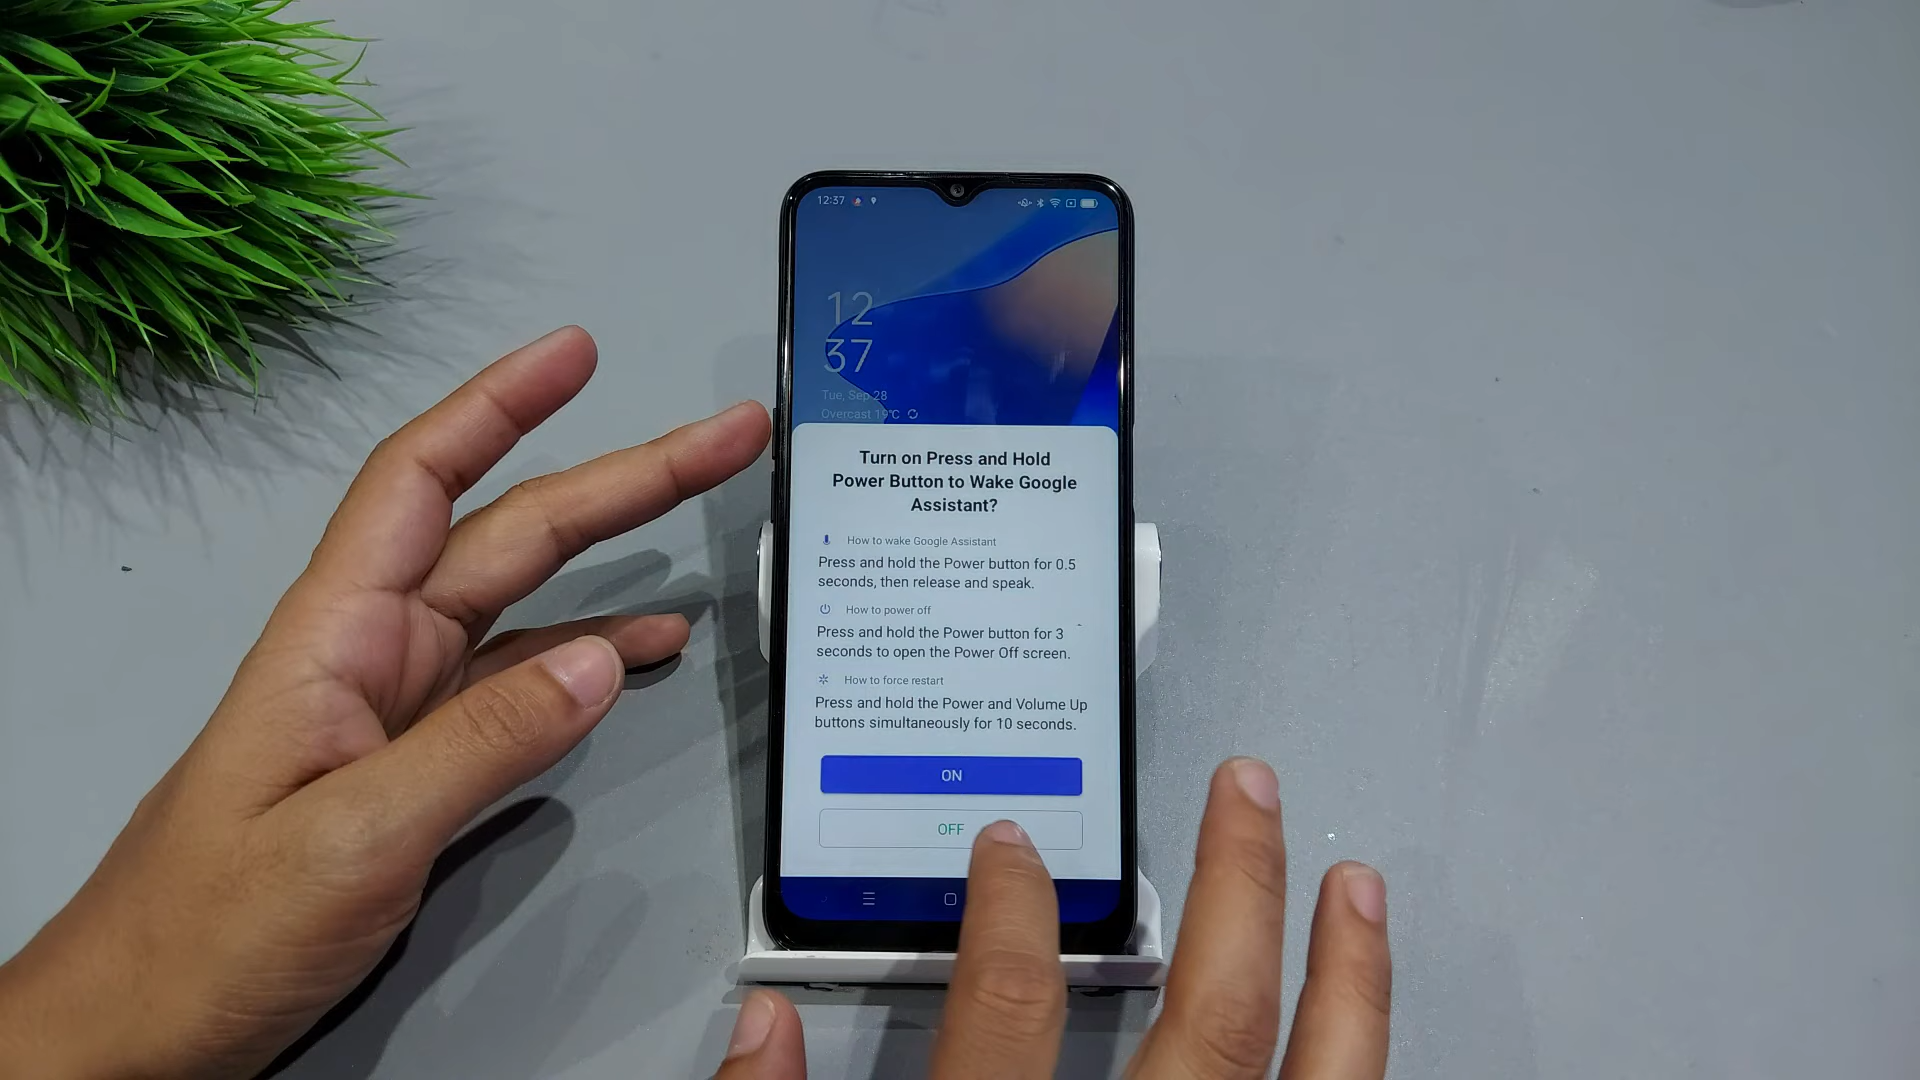 12:37
12
37
Tue, Sep 28
Overcast 19°C
Turn on Press and Hold
Power Button to Wake Google
Assistant?
How to wake Google Assistant
Press and hold the Power button for 0.5
seconds, then release and speak.
How to power off
Press and hold the Power button for 3
seconds to open the Power Off screen.
How to force restart
Press and hold the Power and Volume Up
buttons simultaneously for 10 seconds.
ON
OFF